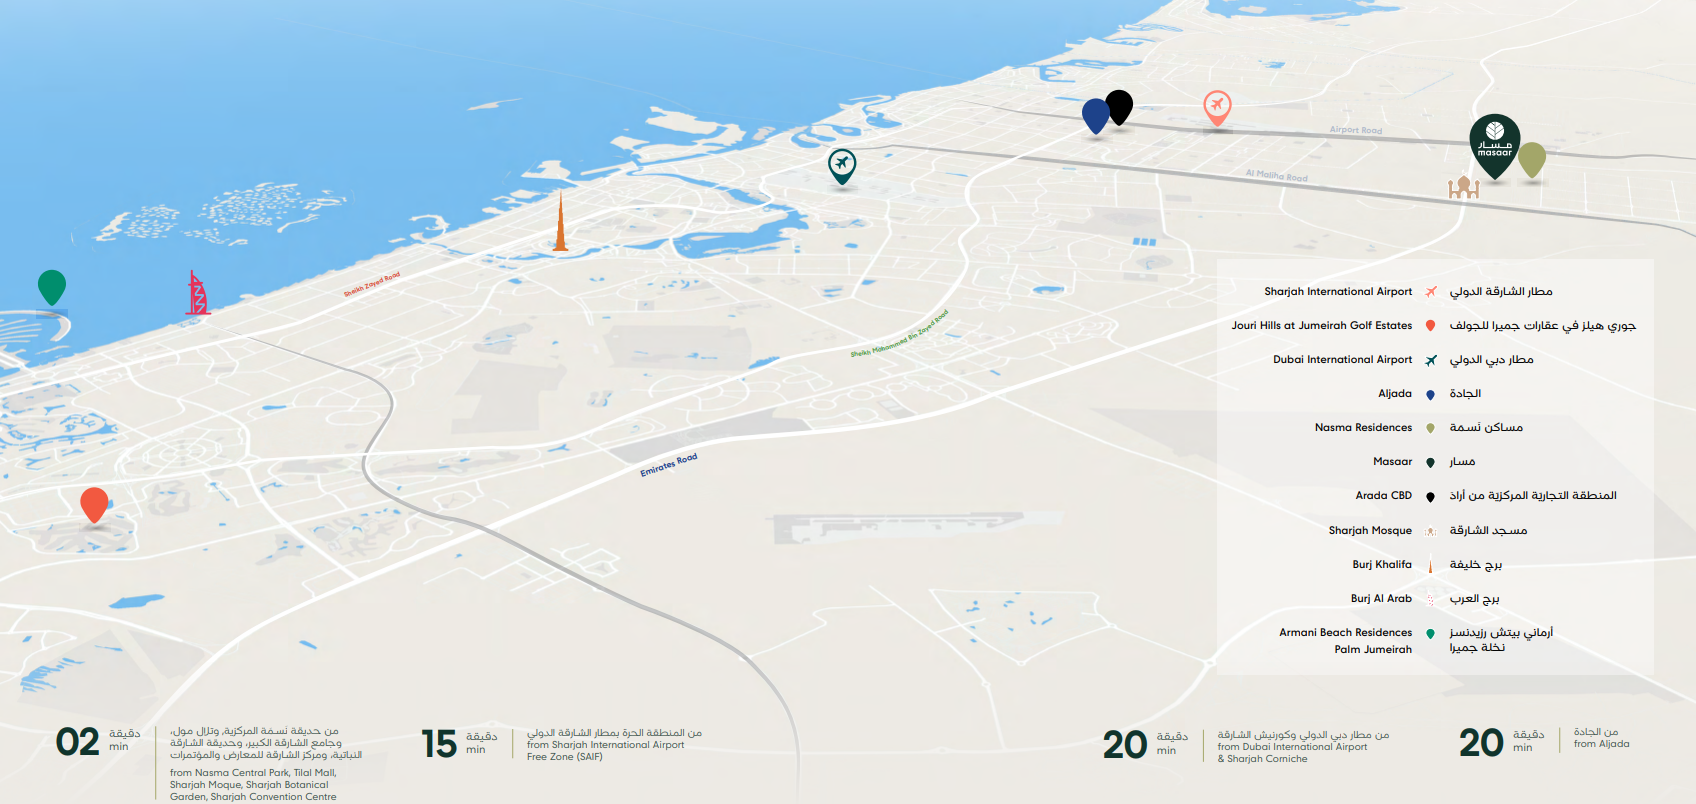 Airport Road
Al Maliha Road
مسار
masaar
Sheikh Zayed Road
Sheikh Mohammed Bin Zayed Road
Emirates Road
Sharjah International Airport مطار الشارقة الدولي
Jouri Hills at Jumeirah Golf Estates جوري هيلز في عقارات جميرا للجولف
Dubai International Airport مطار دبي الدولي
Aljada الجادة
Nasma Residences مساكن نَسمة
Masaar مَسار
Arada CBD المنطقة التجارية المركزية من أرادَ
Sharjah Mosque مسجد الشارقة
Burj Khalifa برج خليفة
Burj Al Arab برج العرب
Armani Beach Residences أرماني بيتش رزيدنسز
Palm Jumeirah نخلة جميرا
02 دقيقة
min
من حديقة نَسمة المركزية, وتلال مول,
وجامع الشارقة الكبير, وحديقة الشارقة
النباتية, ومركز الشارقة للمعارض والمؤتمرات
from Nasma Central Park, Tilal Mall,
Sharjah Moque, Sharjah Botanical
Garden, Sharjah Convention Centre
15 دقيقة
min
من المنطقة الحرة بمطار الشارقة الدولي
from Sharjah International Airport
Free Zone (SAIF)
20 دقيقة
min
من مطار دبي الدولي وكورنيش الشارقة
from Dubai International Airport
& Sharjah Corniche
20 دقيقة
min
من الجادة
from Aljada